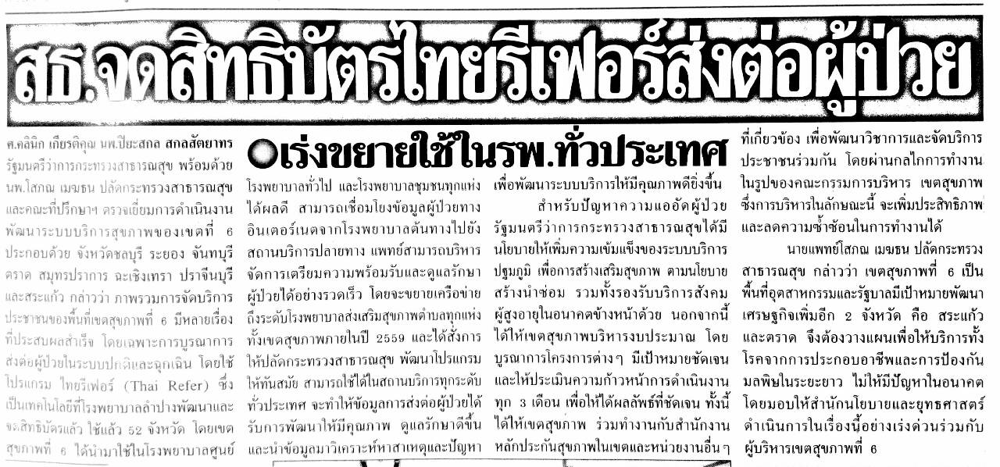 สธ.จดสิทธิบัตรไทยรีเฟอร์ส่งต่อผู้ป่วย
เร่งขยายใช้ในรพ.ทั่วประเทศ
ศ.คลินิก เกียรติคุณ นพ.ปิยะสกล สกลสัตยาทร
รัฐมนตรีว่าการกระทรวงสาธารณสุข พร้อมด้วย
นพ.โสภณ เมฆธน ปลัดกระทรวงสาธารณสุข
และคณะที่ปรึกษาฯ ตรวจเยี่ยมการดำเนินงาน
พัฒนาระบบบริการสุขภาพของเขตที่ 6
ประกอบด้วย จังหวัดชลบุรี ระยอง จันทบุรี
ตราด สมุทรปราการ ฉะเชิงเทรา ปราจีนบุรี
และสระแก้ว กล่าวว่า ภาพรวมการจัดบริการ
ประชาชนของพื้นที่เขตสุขภาพที่ 6 มีหลายเรื่อง
ที่ประสบผลสำเร็จ โดยเฉพาะการบูรณาการ
ส่งต่อผู้ป่วยในระบบปกติและฉุกเฉิน โดยใช้
โปรแกรม ไทยรีเฟอร์ (Thai Refer) ซึ่ง
เป็นเทคโนโลยีที่โรงพยาบาลลำปางพัฒนาและ
จดสิทธิบัตรแล้ว ใช้แล้ว 52 จังหวัด โดยเขต
สุขภาพที่ 6 ได้นำมาใช้ในโรงพยาบาลศูนย์
โรงพยาบาลทั่วไป และโรงพยาบาลชุมชนทุกแห่ง
ได้ผลดี สามารถเชื่อมโยงข้อมูลผู้ป่วยทาง
อินเตอร์เนตจากโรงพยาบาลต้นทางไปยัง
สถานบริการปลายทาง แพทย์สามารถบริหาร
จัดการเตรียมความพร้อมรับและดูแลรักษา
ผู้ป่วยได้อย่างรวดเร็ว โดยจะขยายเครือข่าย
ถึงระดับโรงพยาบาลส่งเสริมสุขภาพตำบลทุกแห่ง
ทั้งเขตสุขภาพภายในปี 2559 และได้สั่งการ
ให้ปลัดกระทรวงสาธารณสุข พัฒนาโปรแกรม
ให้ทันสมัย สามารถใช้ได้ในสถานบริการทุกระดับ
ทั่วประเทศ จะทำให้ข้อมูลการส่งต่อผู้ป่วยได้
รับการพัฒนาให้มีคุณภาพ ดูแลรักษาดีขึ้น
และนำข้อมูลมาวิเคราะห์หาสาเหตุและปัญหา
เพื่อพัฒนาระบบบริการให้มีคุณภาพดียิ่งขึ้น
สำหรับปัญหาความแออัดผู้ป่วย
รัฐมนตรีว่าการกระทรวงสาธารณสุขได้มี
นโยบายให้เพิ่มความเข้มแข็งของระบบบริการ
ปฐมภูมิ เพื่อการสร้างเสริมสุขภาพ ตามนโยบาย
สร้างนำซ่อม รวมทั้งรองรับบริการสังคม
ผู้สูงอายุในอนาคตข้างหน้าด้วย นอกจากนี้
ได้ให้เขตสุขภาพบริหารงบประมาณ โดย
บูรณาการโครงการต่างๆ มีเป้าหมายชัดเจน
และให้ประเมินความก้าวหน้าการดำเนินงาน
ทุก 3 เดือน เพื่อให้ได้ผลลัพธ์ที่ชัดเจน ทั้งนี้
ได้ให้เขตสุขภาพ ร่วมทำงานกับสำนักงาน
หลักประกันสุขภาพในเขตและหน่วยงานอื่นๆ
ที่เกี่ยวข้อง เพื่อพัฒนาวิชาการและจัดบริการ
ประชาชนร่วมกัน โดยผ่านกลไกการทำงาน
ในรูปของคณะกรรมการบริหาร เขตสุขภาพ
ซึ่งการบริหารในลักษณะนี้ จะเพิ่มประสิทธิภาพ
และลดความซ้ำซ้อนในการทำงานได้
นายแพทย์โสภณ เมฆธน ปลัดกระทรวง
สาธารณสุข กล่าวว่า เขตสุขภาพที่ 6 เป็น
พื้นที่อุตสาหกรรมและรัฐบาลมีเป้าหมายพัฒนา
เศรษฐกิจเพิ่มอีก 2 จังหวัด คือ สระแก้ว
และตราด จึงต้องวางแผนเพื่อให้บริการทั้ง
โรคจากการประกอบอาชีพและการป้องกัน
มลพิษในระยะยาว ไม่ให้มีปัญหาในอนาคต
โดยมอบให้สำนักนโยบายและยุทธศาสตร์
ดำเนินการในเรื่องนี้อย่างเร่งด่วนร่วมกับ
ผู้บริหารเขตสุขภาพที่ 6